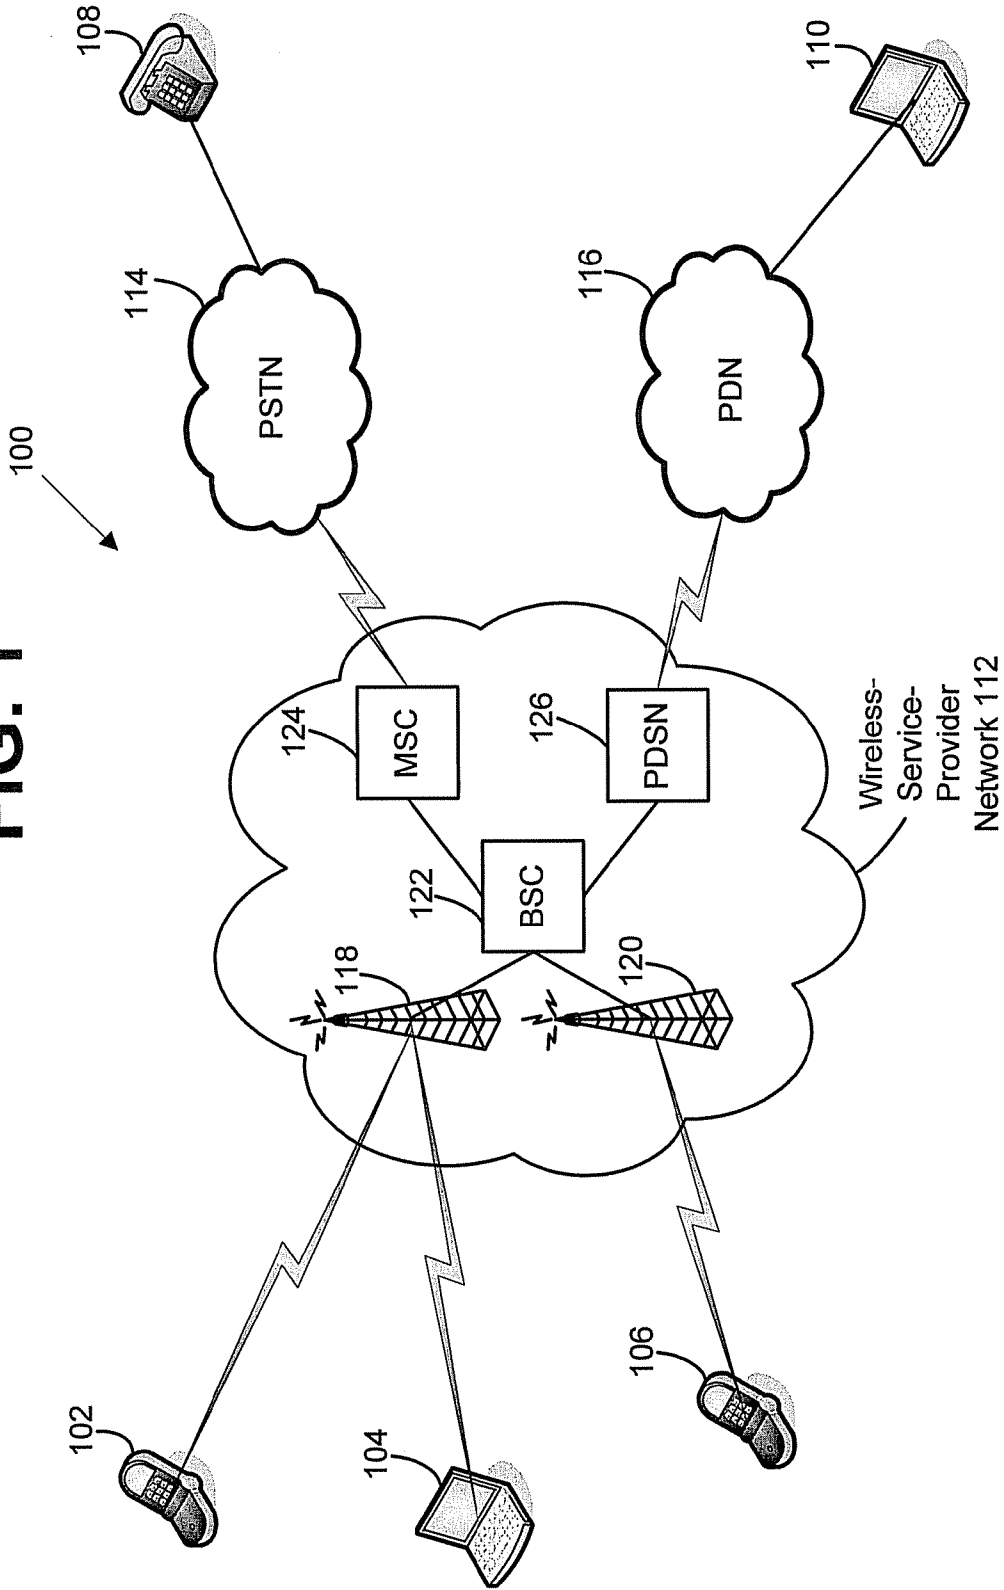 FIG. 1
100
108
114
PSTN
110
116
PDN
124
MSC
126
PDSN
122
BSC
118
120
102
104
106
Wireless-
Service-
Provider
Network 112